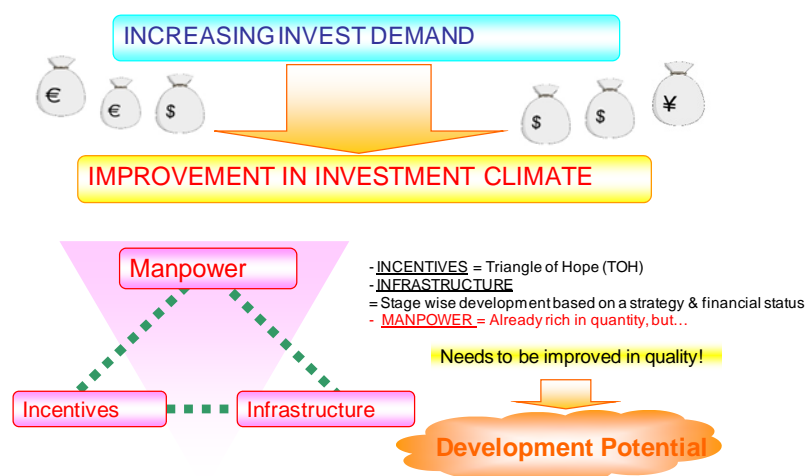 INCREASING INVEST DEMAND
€ € $ $ $ ¥
IMPROVEMENT IN INVESTMENT CLIMATE
Manpower
Incentives
Infrastructure
- INCENTIVES = Triangle of Hope (TOH)
- INFRASTRUCTURE
= Stage wise development based on a strategy & financial status
- MANPOWER = Already rich in quantity, but…
Needs to be improved in quality!
Development Potential